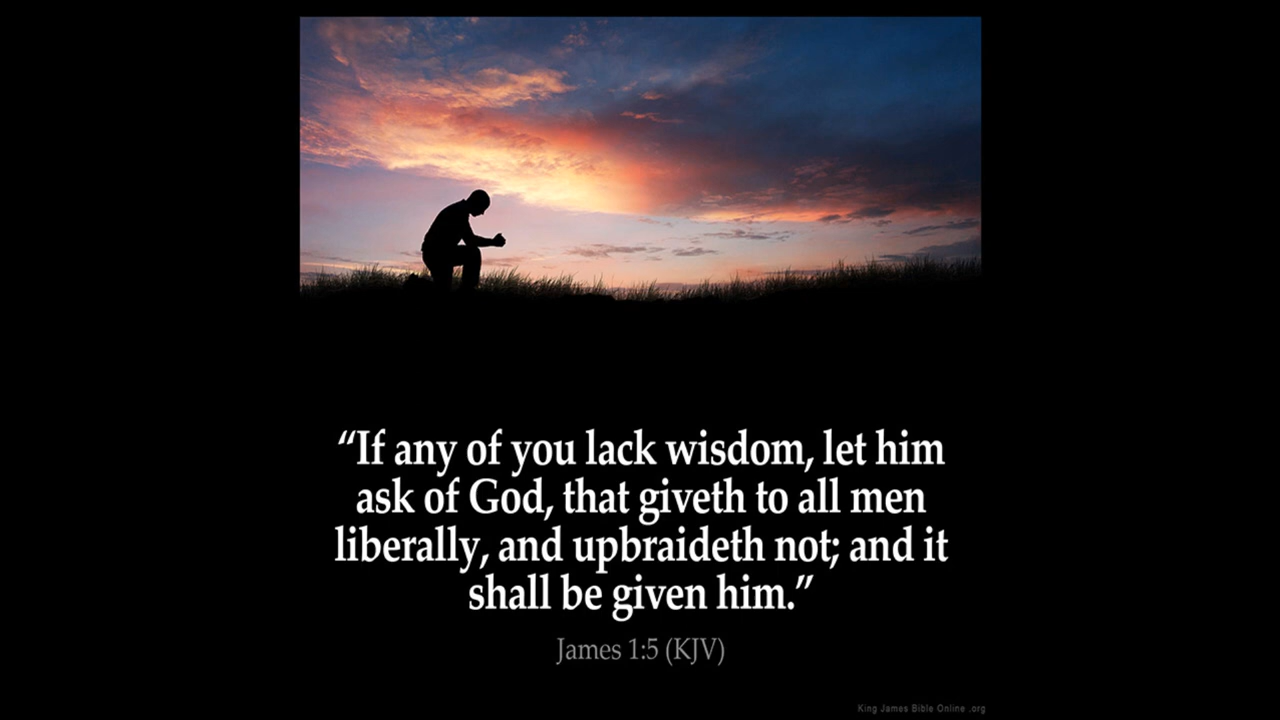 “If any of you lack wisdom, let him
ask of God, that giveth to all men
liberally, and upbraideth not; and it
shall be given him.”
James 1:5 (KJV)
King James Bible Online .org